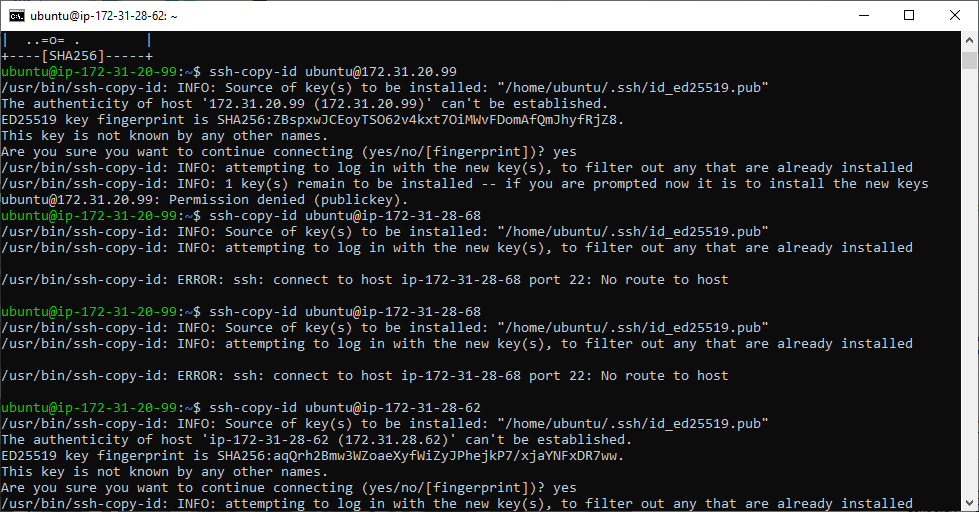 ubuntu@ip-172-31-28-62: ~
|  ..=o= .        |
+----[SHA256]-----+
ubuntu@ip-172-31-20-99:~$ ssh-copy-id ubuntu@172.31.20.99
/usr/bin/ssh-copy-id: INFO: Source of key(s) to be installed: "/home/ubuntu/.ssh/id_ed25519.pub"
The authenticity of host '172.31.20.99 (172.31.20.99)' can't be established.
ED25519 key fingerprint is SHA256:ZBspxwJCEoyTSO62v4kxt7OiMWvFDomAfQmJhyfRjZ8.
This key is not known by any other names.
Are you sure you want to continue connecting (yes/no/[fingerprint])? yes
/usr/bin/ssh-copy-id: INFO: attempting to log in with the new key(s), to filter out any that are already installed
/usr/bin/ssh-copy-id: INFO: 1 key(s) remain to be installed -- if you are prompted now it is to install the new keys
ubuntu@172.31.20.99: Permission denied (publickey).
ubuntu@ip-172-31-20-99:~$ ssh-copy-id ubuntu@ip-172-31-28-68
/usr/bin/ssh-copy-id: INFO: Source of key(s) to be installed: "/home/ubuntu/.ssh/id_ed25519.pub"
/usr/bin/ssh-copy-id: INFO: attempting to log in with the new key(s), to filter out any that are already installed
/usr/bin/ssh-copy-id: ERROR: ssh: connect to host ip-172-31-28-68 port 22: No route to host
ubuntu@ip-172-31-20-99:~$ ssh-copy-id ubuntu@ip-172-31-28-68
/usr/bin/ssh-copy-id: INFO: Source of key(s) to be installed: "/home/ubuntu/.ssh/id_ed25519.pub"
/usr/bin/ssh-copy-id: INFO: attempting to log in with the new key(s), to filter out any that are already installed
/usr/bin/ssh-copy-id: ERROR: ssh: connect to host ip-172-31-28-68 port 22: No route to host
ubuntu@ip-172-31-20-99:~$ ssh-copy-id ubuntu@ip-172-31-28-62
/usr/bin/ssh-copy-id: INFO: Source of key(s) to be installed: "/home/ubuntu/.ssh/id_ed25519.pub"
The authenticity of host 'ip-172-31-28-62 (172.31.28.62)' can't be established.
ED25519 key fingerprint is SHA256:aqQrh2Bmw3WZoaeXyfWiZyJPhejkP7/xjaYNFxDR7ww.
This key is not known by any other names.
Are you sure you want to continue connecting (yes/no/[fingerprint])? yes
/usr/bin/ssh-copy-id: INFO: attempting to log in with the new key(s), to filter out any that are already installed